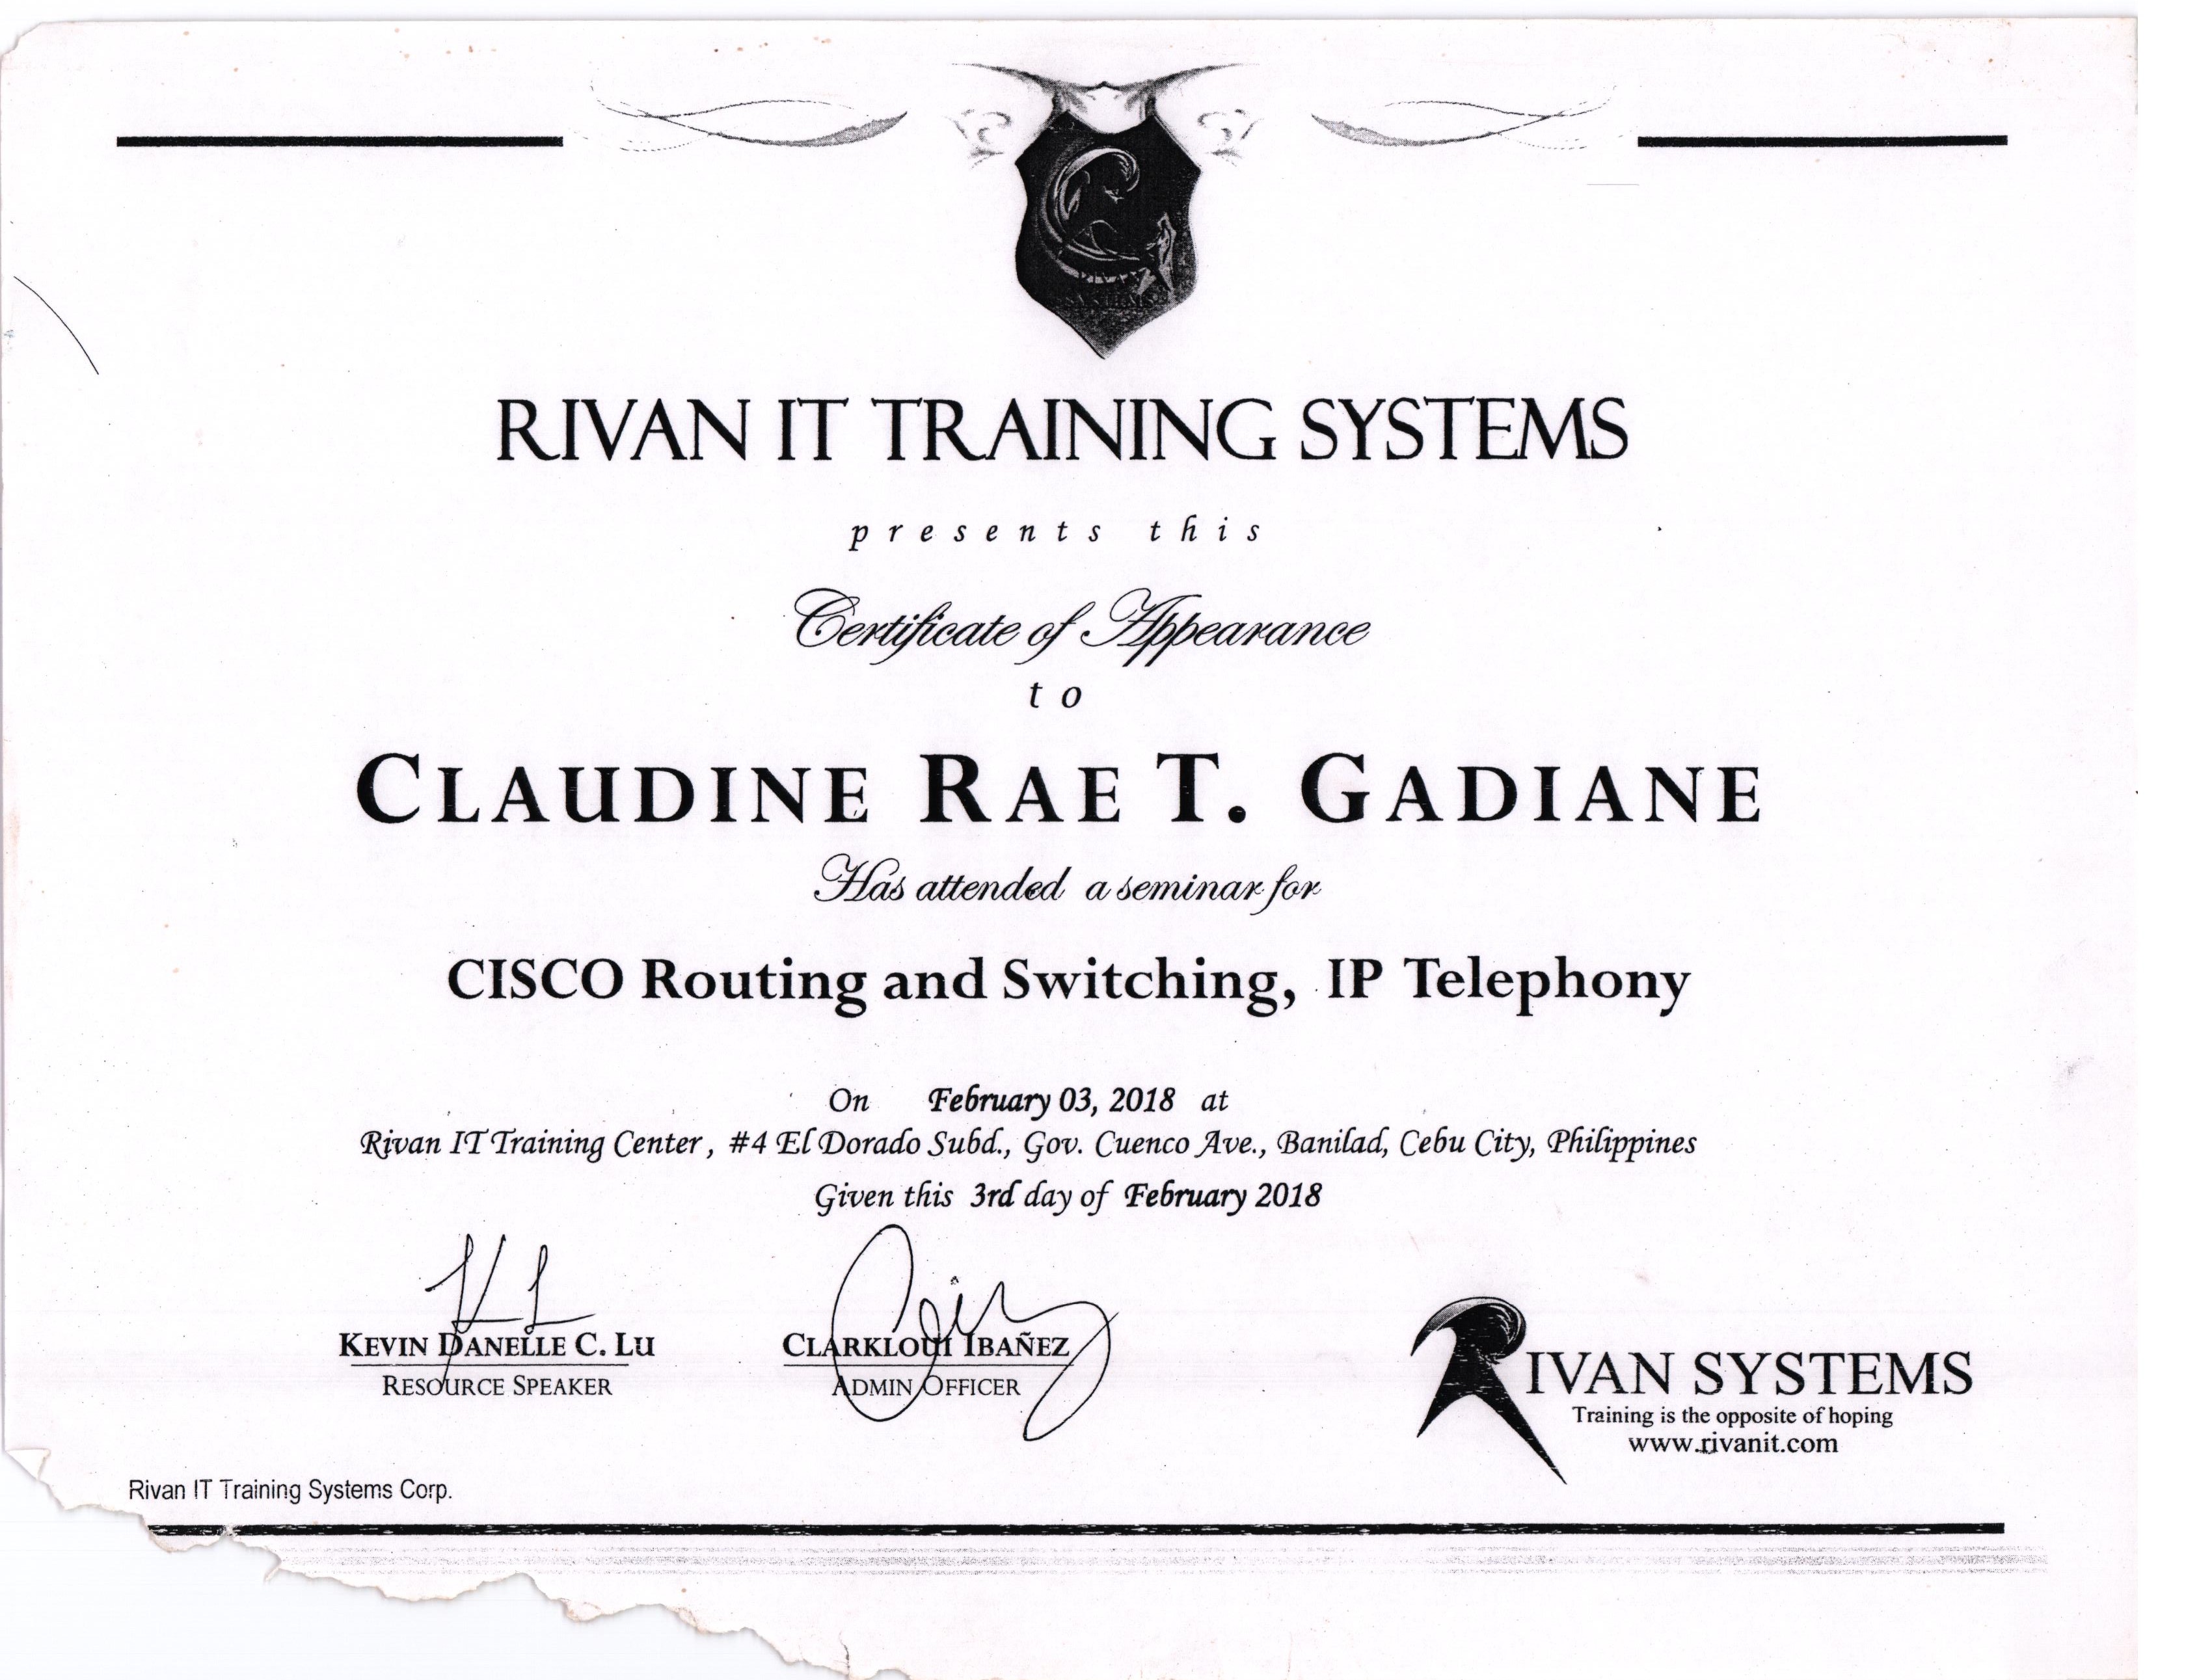 RIVAN
SYSTEMS
RIVAN IT TRAINING SYSTEMS
presents this
Certificate of Appearance
to
CLAUDINE RAE T. GADIANE
Has attended a seminar for
CISCO Routing and Switching, IP Telephony
On February 03, 2018 at
Rivan IT Training Center, #4 El Dorado Subd., Gov. Cuenco Ave., Banilad, Cebu City, Philippines
Given this 3rd day of February 2018
KEVIN DANELLE C. LU
RESOURCE SPEAKER
CLARKLOUI IBAÑEZ
ADMIN OFFICER
RIVAN SYSTEMS
Training is the opposite of hoping
www.rivanit.com
Rivan IT Training Systems Corp.